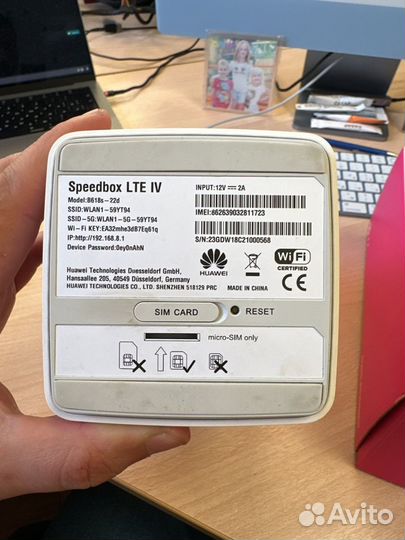 Speedbox LTE IV
Model:B618s-22d
SSID:WLAN1-59YT94
SSID-5G:WLAN1-5G-59YT94
Wi-Fi KEY:EA32mhe3dB7Eq61q
IP:http://192.168.8.1
Device Password:0ey0nAhN
INPUT:12V⎓2A
IMEI:862639032811723
S/N:23GDW18C21000568
Huawei Technologies Duesseldorf GmbH,
Hansaallee 205, 40549 Düsseldorf, Germany
HUAWEI TECHNOLOGIES CO., LTD. SHENZHEN 518129 PRC
HUAWEI
Wi Fi
CERTIFIED
MADE IN CHINA
SIM CARD
RESET
micro-SIM only
Avito